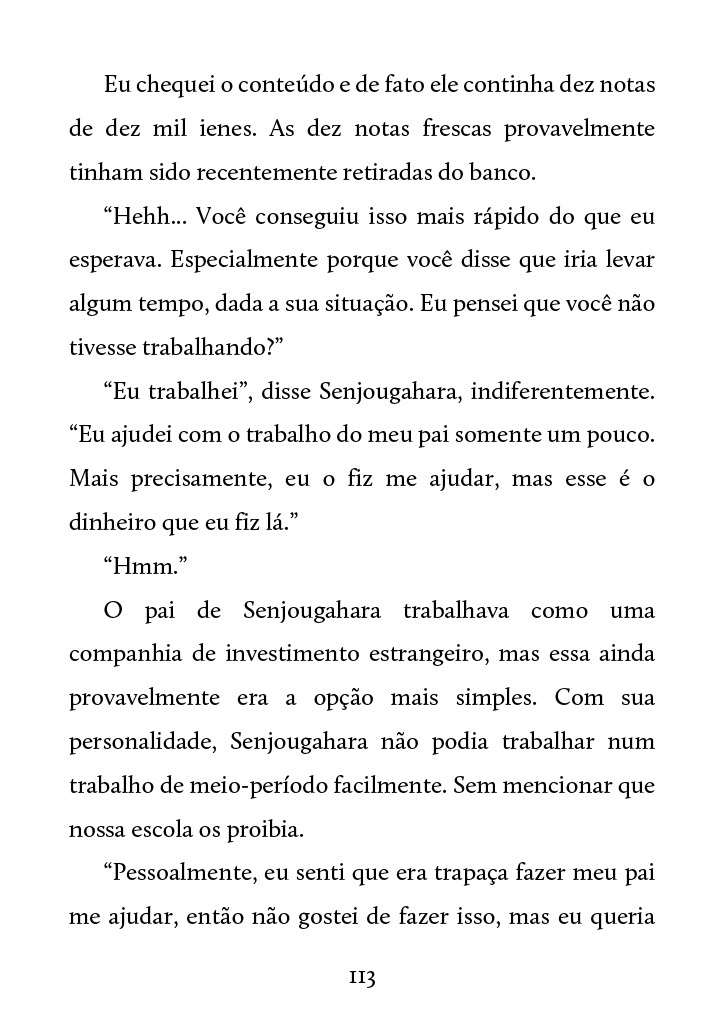 Eu chequei o conteúdo e de fato ele continha dez notas
de dez mil ienes. As dez notas frescas provavelmente
tinham sido recentemente retiradas do banco.
“Hehh... Você conseguiu isso mais rápido do que eu
esperava. Especialmente porque você disse que iria levar
algum tempo, dada a sua situação. Eu pensei que você não
tivesse trabalhando?”
“Eu trabalhei”, disse Senjougahara, indiferentemente.
“Eu ajudei com o trabalho do meu pai somente um pouco.
Mais precisamente, eu o fiz me ajudar, mas esse é o
dinheiro que eu fiz lá.”
“Hmm.”
O pai de Senjougahara trabalhava como uma
companhia de investimento estrangeiro, mas essa ainda
provavelmente era a opção mais simples. Com sua
personalidade, Senjougahara não podia trabalhar num
trabalho de meio-período facilmente. Sem mencionar que
nossa escola os proibia.
“Pessoalmente, eu senti que era trapaça fazer meu pai
me ajudar, então não gostei de fazer isso, mas eu queria
113